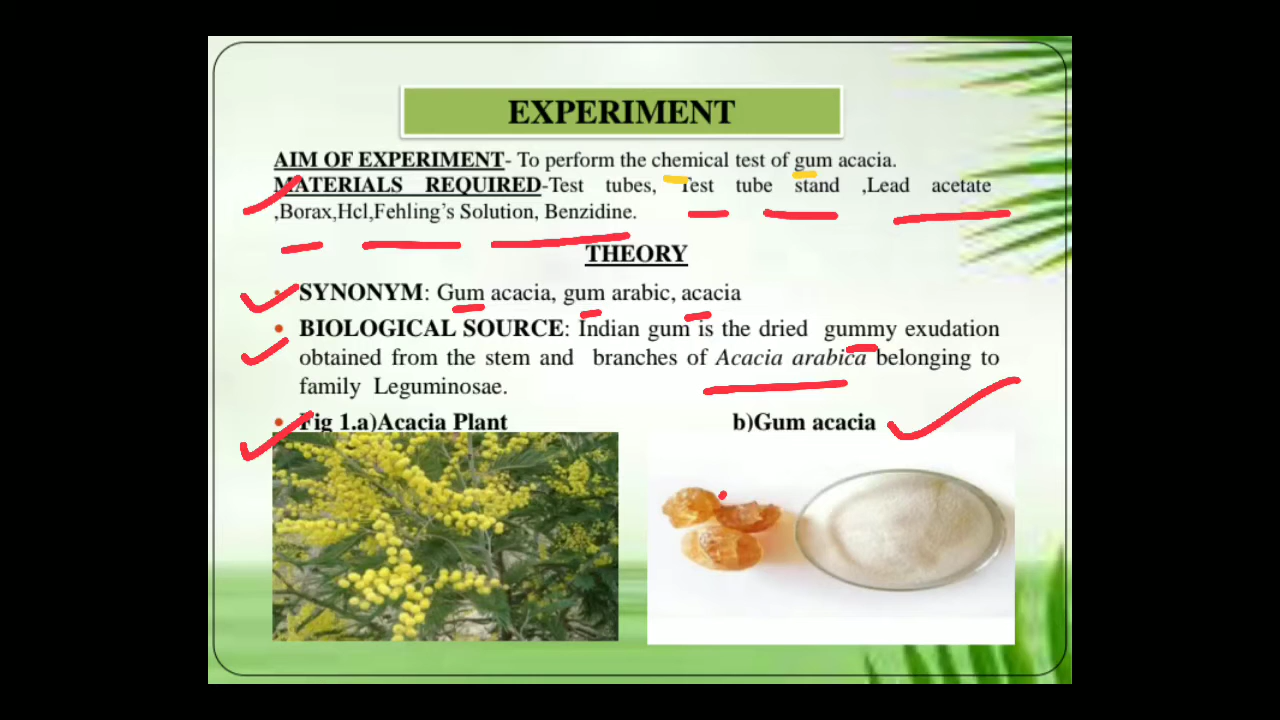 EXPERIMENT
AIM OF EXPERIMENT- To perform the chemical test of gum acacia.
MATERIALS REQUIRED-Test tubes, Test tube stand ,Lead acetate
,Borax,Hcl,Fehling's Solution, Benzidine.
THEORY
• SYNONYM: Gum acacia, gum arabic, acacia
• BIOLOGICAL SOURCE: Indian gum is the dried gummy exudation
obtained from the stem and branches of Acacia arabica belonging to
family Leguminosae.
• Fig 1.a)Acacia Plant b)Gum acacia